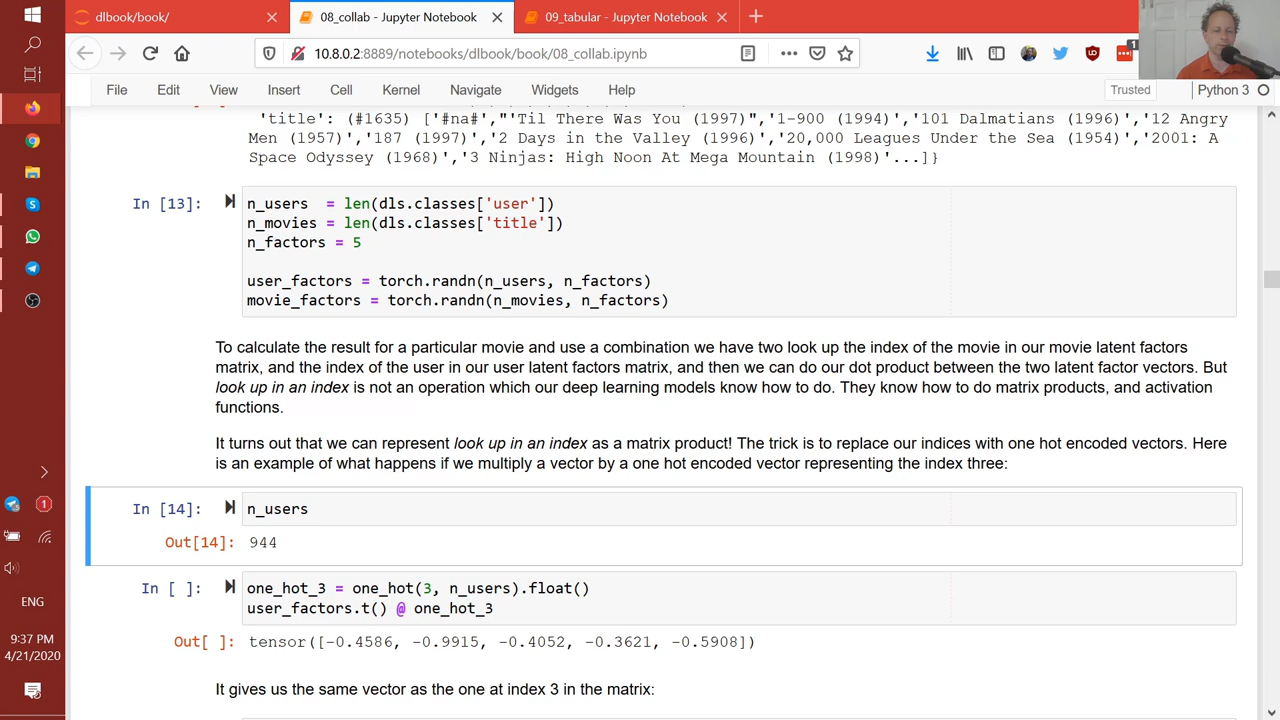 dlbook/book/
08_collab - Jupyter Notebook
09_tabular - Jupyter Notebook
10.8.0.2:8889/notebooks/dlbook/book/08_collab.ipynb
1
File Edit View Insert Cell Kernel Navigate Widgets Help
Trusted
Python 3
'title': (#1635) ['#na#',"'Til There Was You (1997)",'1-900 (1994)','101 Dalmatians (1996)','12 Angry
Men (1957)','187 (1997)','2 Days in the Valley (1996)','20,000 Leagues Under the Sea (1954)','2001: A
Space Odyssey (1968)','3 Ninjas: High Noon At Mega Mountain (1998)'...]}
In [13]:
n_users  = len(dls.classes['user'])
n_movies = len(dls.classes['title'])
n_factors = 5
user_factors = torch.randn(n_users, n_factors)
movie_factors = torch.randn(n_movies, n_factors)
To calculate the result for a particular movie and use a combination we have two look up the index of the movie in our movie latent factors
matrix, and the index of the user in our user latent factors matrix, and then we can do our dot product between the two latent factor vectors. But
look up in an index is not an operation which our deep learning models know how to do. They know how to do matrix products, and activation
functions.
It turns out that we can represent look up in an index as a matrix product! The trick is to replace our indices with one hot encoded vectors. Here
is an example of what happens if we multiply a vector by a one hot encoded vector representing the index three:
In [14]:
n_users
Out[14]:
944
In [ ]:
one_hot_3 = one_hot(3, n_users).float()
user_factors.t() @ one_hot_3
Out[ ]:
tensor([-0.4586, -0.9915, -0.4052, -0.3621, -0.5908])
It gives us the same vector as the one at index 3 in the matrix:
1
ENG
9:37 PM
4/21/2020